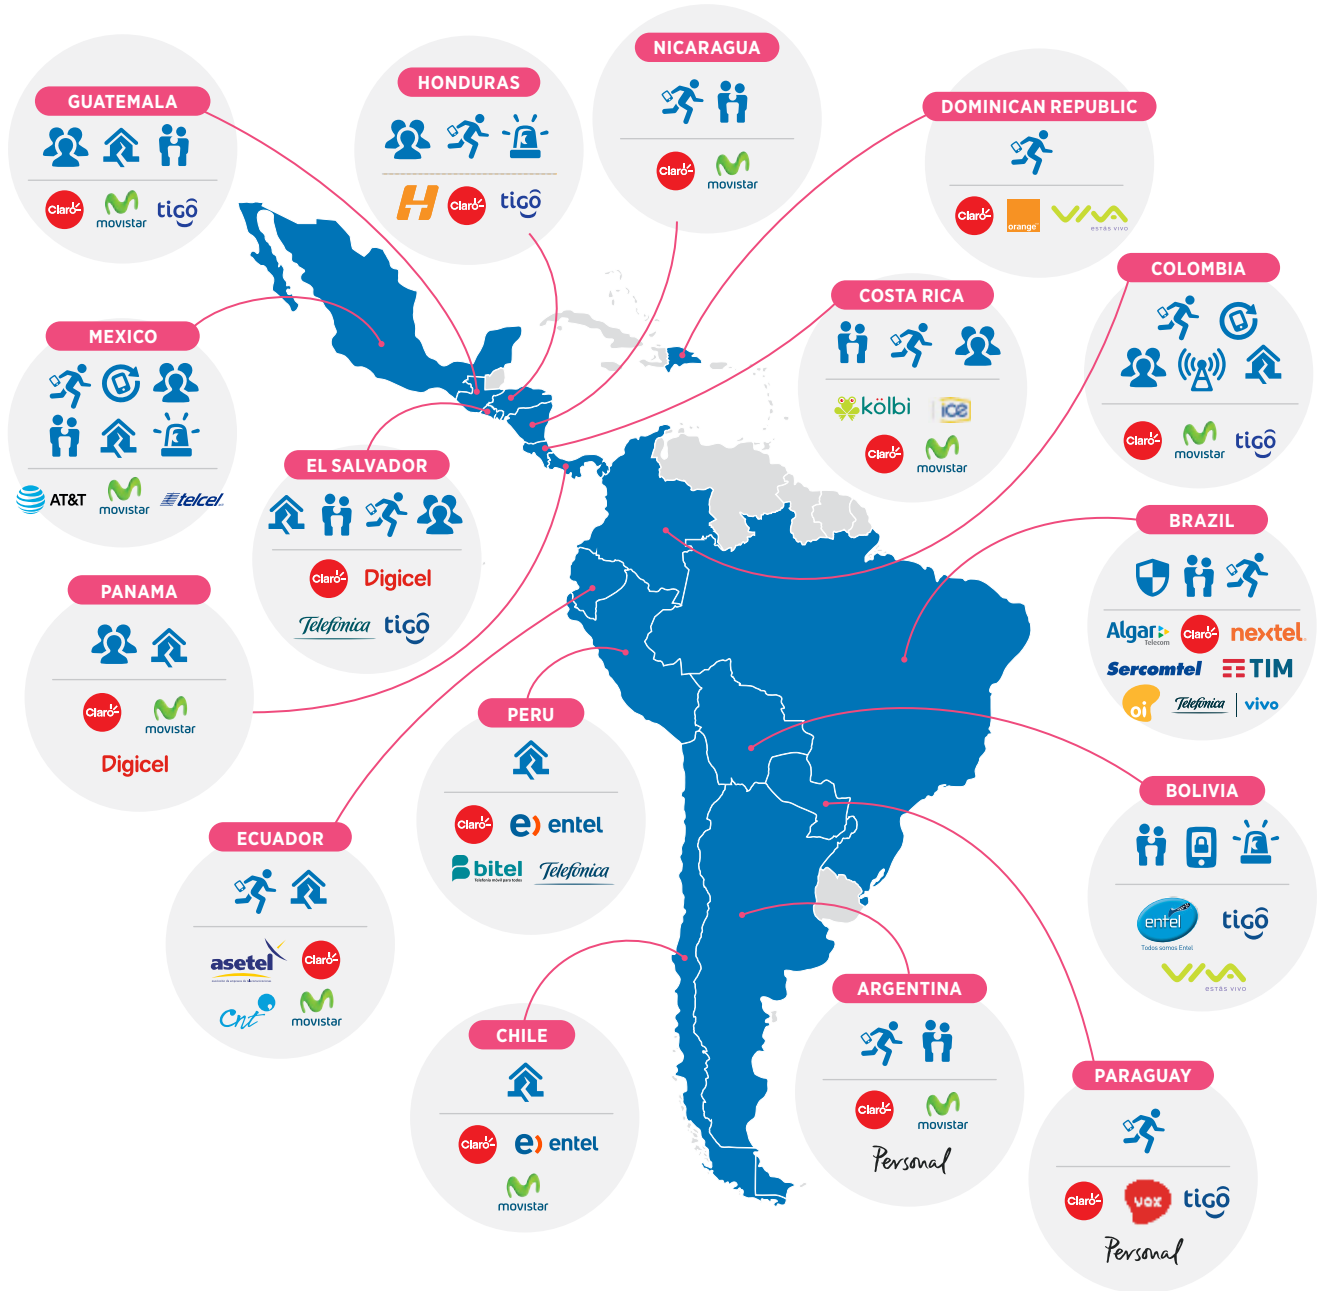 GUATEMALA
Claro
movistar
tigo
HONDURAS
H
Claro
tigo
NICARAGUA
Claro
movistar
DOMINICAN REPUBLIC
Claro
orange
VIVA
estás vivo
MEXICO
AT&T
movistar
telcel
COSTA RICA
kölbi
ice
Claro
movistar
COLOMBIA
Claro
movistar
tigo
EL SALVADOR
Claro
Digicel
Telefónica
tigo
BRAZIL
Algar
Telecom
Claro
nextel
Sercomtel
TIM
oi
Telefónica
vivo
PANAMA
Claro
movistar
Digicel
PERU
Claro
e) entel
bitel
Telefonía móvil para todos
Telefónica
BOLIVIA
entel
Todos somos Entel
tigo
VIVA
estás vivo
ECUADOR
asetel
Claro
Cnt
movistar
CHILE
Claro
e) entel
movistar
ARGENTINA
Claro
movistar
Personal
PARAGUAY
Claro
vox
tigo
Personal